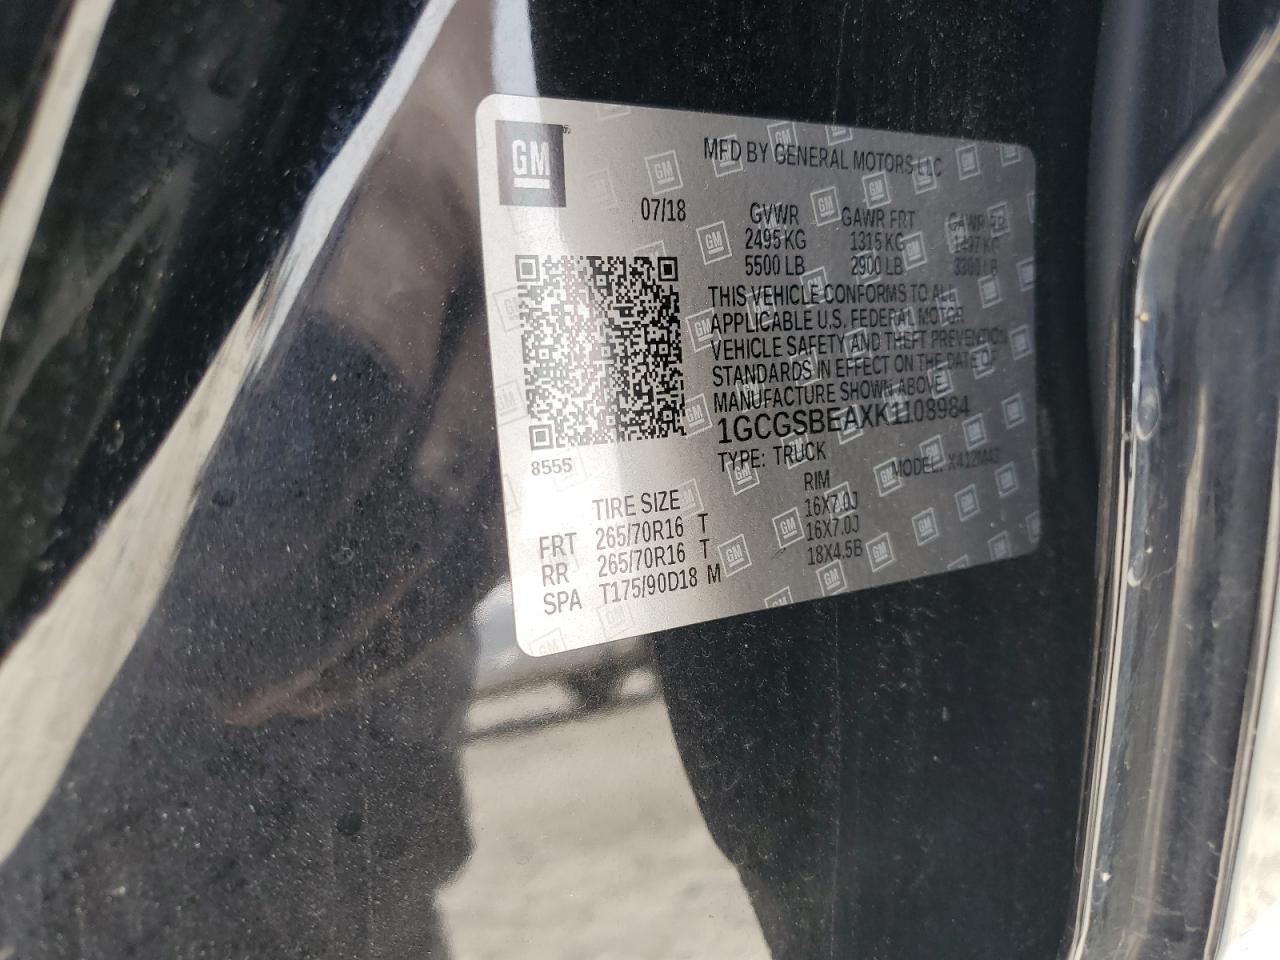 GM
MFD BY GENERAL MOTORS LLC
07/18
GVWR GAWR FRT GAWR RR
2495 KG 1315 KG
5500 LB 2900 LB
THIS VEHICLE CONFORMS TO ALL
APPLICABLE U.S. FEDERAL MOTOR
VEHICLE SAFETY AND THEFT PREVENTION
STANDARDS IN EFFECT ON THE DATE OF
MANUFACTURE SHOWN ABOVE.
1GCGSBEAXK1108984
TYPE: TRUCK MODEL:
8555
TIRE SIZE RIM
FRT 265/70R16 T 16X7.0J
RR 265/70R16 T 16X7.0J
SPA T175/90D18 M 18X4.5B